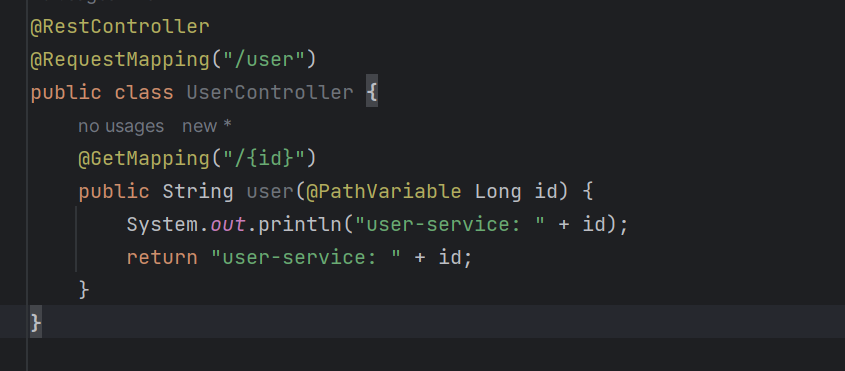 @RestController
@RequestMapping("/user")
public class UserController {
no usages new *
@GetMapping("/{id}")
public String user(@PathVariable Long id) {
System.out.println("user-service: " + id);
return "user-service: " + id;
}
}